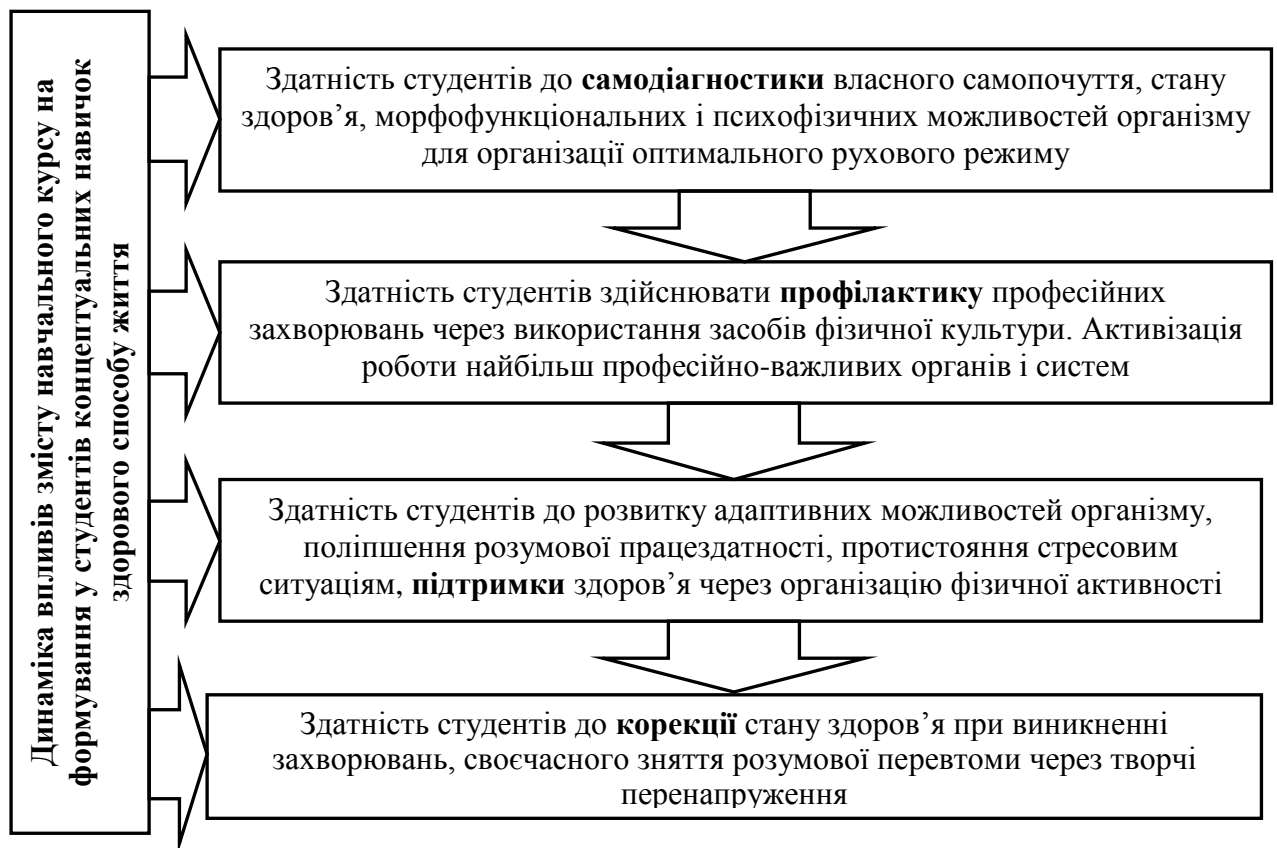 Динаміка впливів змісту навчального курсу на
формування у студентів концептуальних навичок
здорового способу життя
Здатність студентів до самодіагностики власного самопочуття, стану
здоров’я, морфофункціональних і психофізичних можливостей організму
для організації оптимального рухового режиму
Здатність студентів здійснювати профілактику професійних
захворювань через використання засобів фізичної культури. Активізація
роботи найбільш професійно-важливих органів і систем
Здатність студентів до розвитку адаптивних можливостей організму,
поліпшення розумової працездатності, протистояння стресовим
ситуаціям, підтримки здоров’я через організацію фізичної активності
Здатність студентів до корекції стану здоров’я при виникненні
захворювань, своєчасного зняття розумової перевтоми через творчі
перенапруження